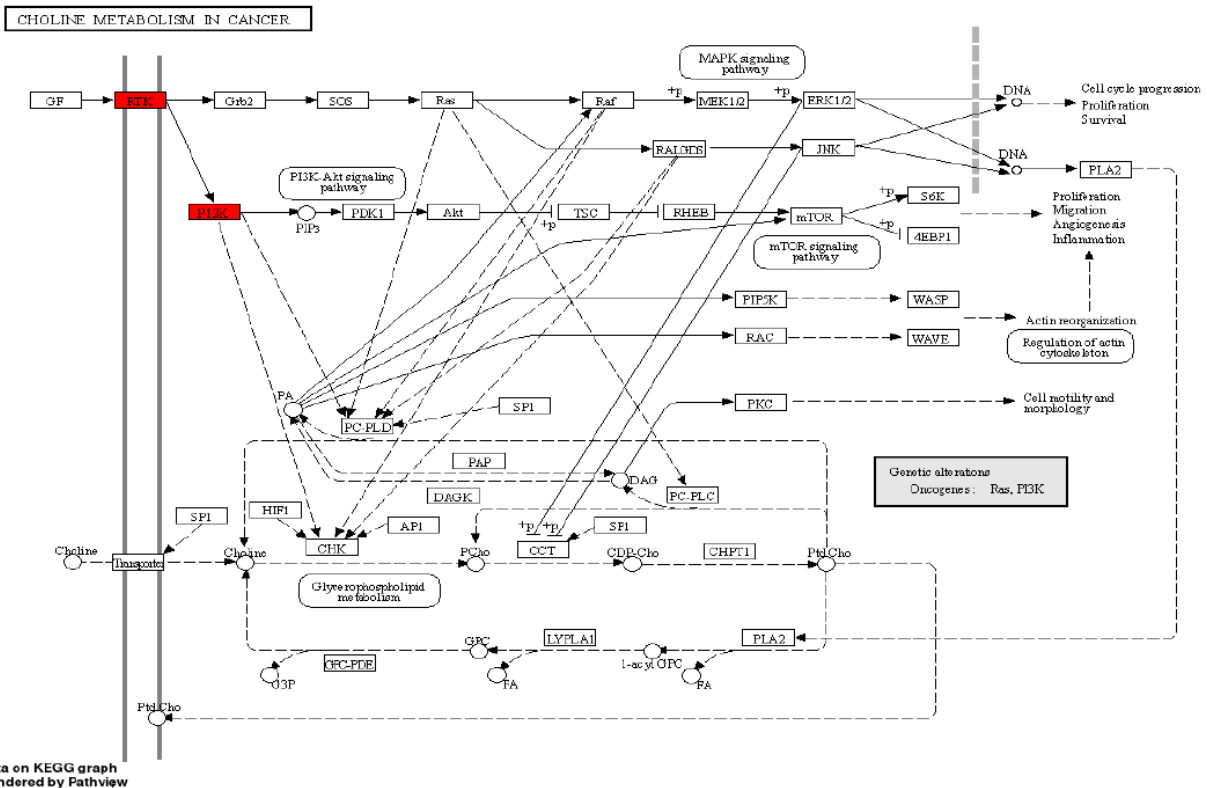 CHOLINE METABOLISM IN CANCER
MAPK signaling
pathway
GF
RTK
Grb2
SOS
Ras
Raf
+p
MEK1/2
+p
ERK1/2
DNA
Cell cycle progression
Proliferation
Survival
RALGDS
JNK
DNA
PLA2
PI3K-Akt signaling
pathway
PI3K
PIP3
PDK1
Akt
+p
TSC
RHEB
mTOR
+p
S6K
+p
4EBP1
mTOR signaling
pathway
Proliferation
Migration
Angiogenesis
Inflammation
PIP5K
WASP
RAC
WAVE
Actin reorganization
Regulation of actin
cytoskeleton
PA
PC-PLD
SP1
PKC
Cell motility and
morphology
PAP
DAG
DAGK
PC-PLC
Genetic alterations
Oncogenes : Ras, PI3K
SP1
HIF1
AP1
+p
+p
SP1
Choline
Transporter
Choline
CHK
PCho
CCT
CDP-Cho
CHPT1
Ptd Cho
Glycerophospholipid
metabolism
GPC-PDE
G3P
GPC
LYPLA1
FA
1-acyl GPC
PLA2
FA
Ptd Cho
ta on KEGG graph
ndered by Pathview